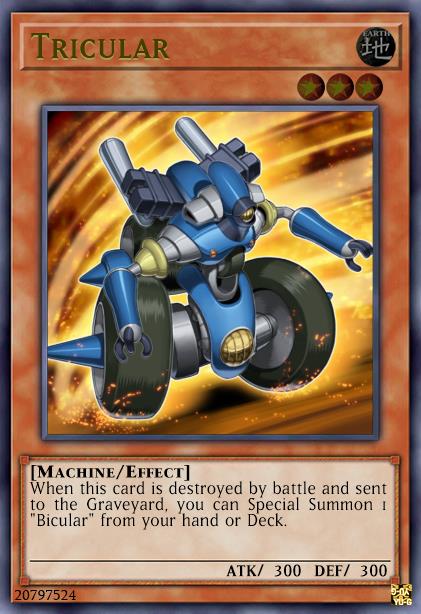 Tricular
EARTH
地
[Machine/Effect]
When this card is destroyed by battle and sent
to the Graveyard, you can Special Summon 1
"Bicular" from your hand or Deck.
ATK/ 300 DEF/ 300
20797524